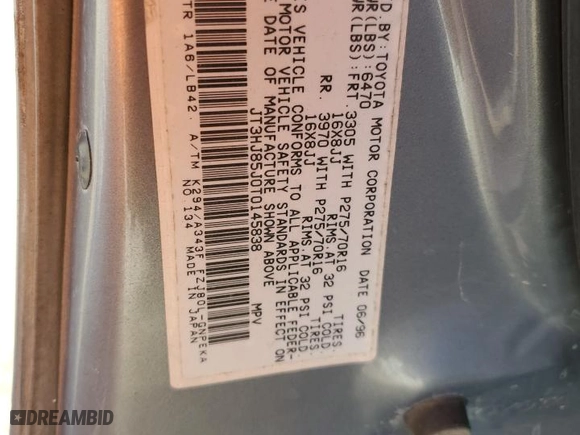 D.BY:TOYOTA MOTOR CORPORATION DATE 06/96
UR(LBS):6470
UR(LBS):FRT.3305 WITH P275/70R16 TIRES.
16X8JJ RIMS.AT 32 PSI COLD.
RR. 3970 WITH P275/70R16 TIRES.
16X8JJ RIMS.AT 32 PSI COLD.
S VEHICLE CONFORMS TO ALL APPLICABLE FEDER-
MOTOR VEHICLE SAFETY STANDARDS IN EFFECT ON
DATE OF MANUFACTURE SHOWN ABOVE
JT3HJ85J0T0145838 MPV
TR 1A6/LB42. A/TM K294/A343F FZJ80L-GNPEKA
NO 134 MADE IN JAPAN
DREAMBID